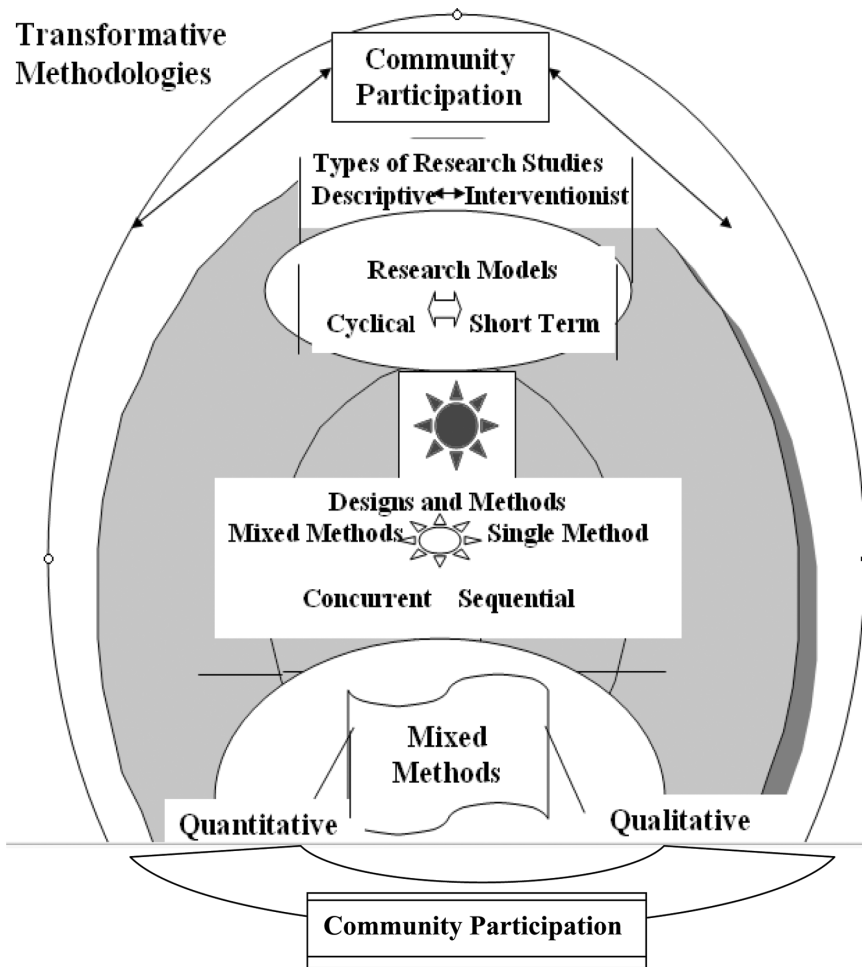 Transformative
Methodologies
Community
Participation
Types of Research Studies
Descriptive Interventionist
Research Models
Cyclical Short Term
Designs and Methods
Mixed Methods Single Method
Concurrent Sequential
Mixed
Methods
Quantitative Qualitative
Community Participation